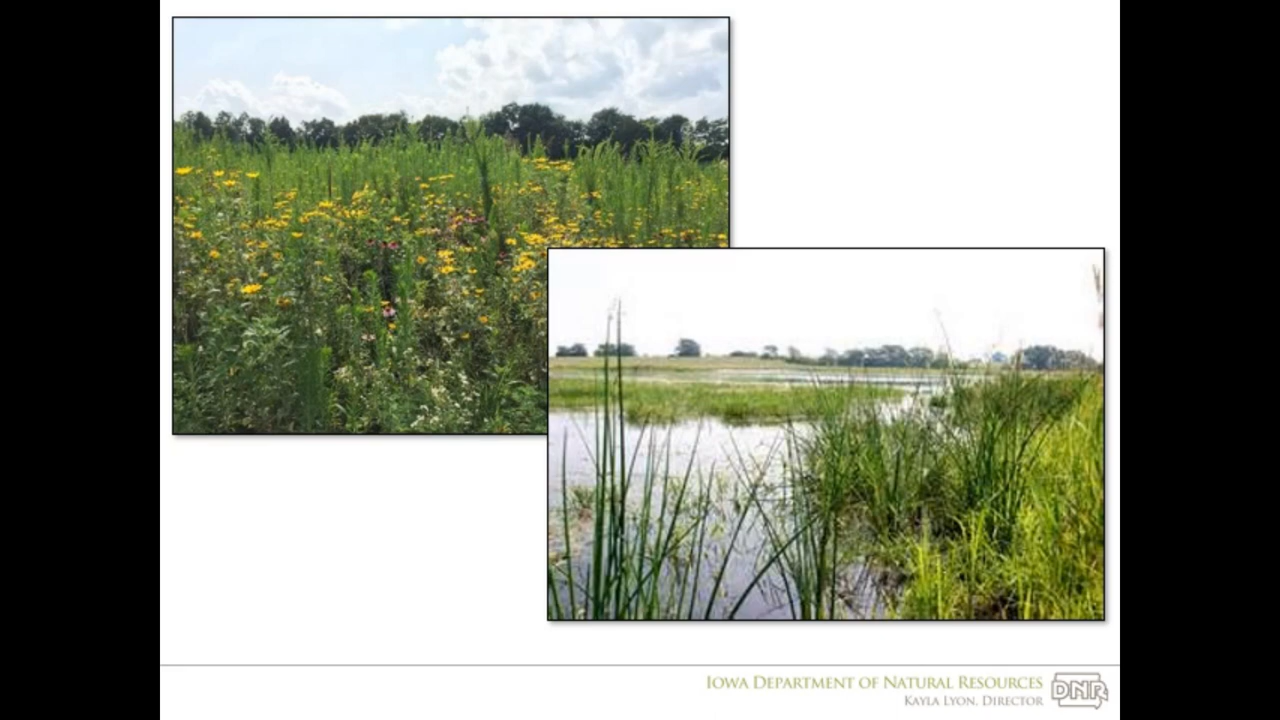 Iowa Department of Natural Resources
Kayla Lyon, Director
DNR